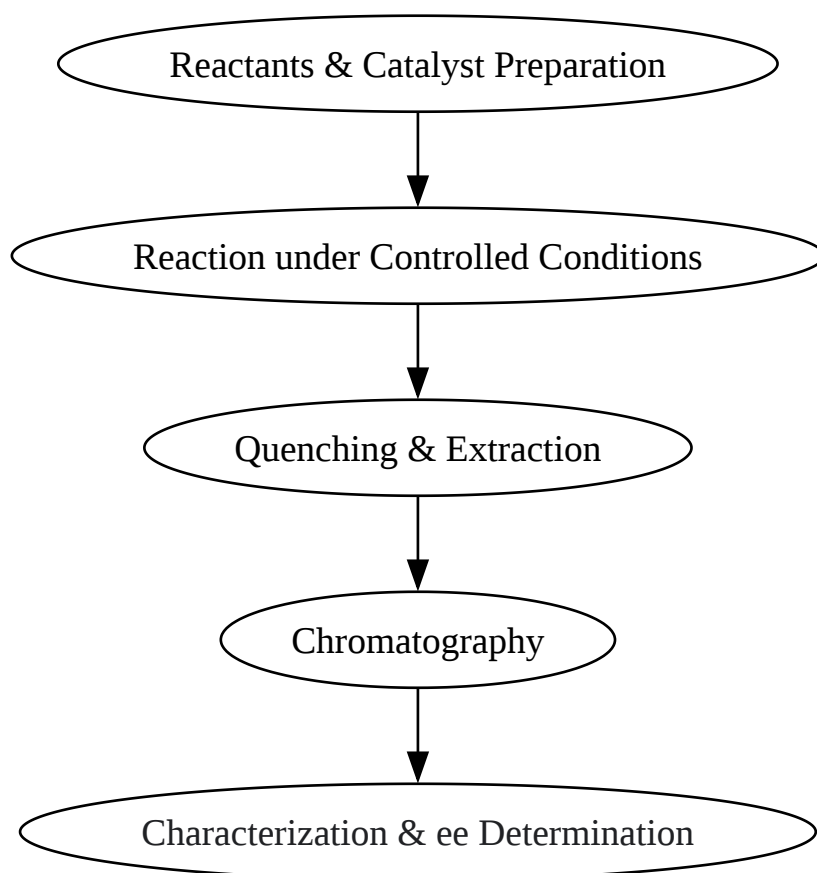 Reactants & Catalyst Preparation
Reaction under Controlled Conditions
Quenching & Extraction
Chromatography
Characterization & ee Determination